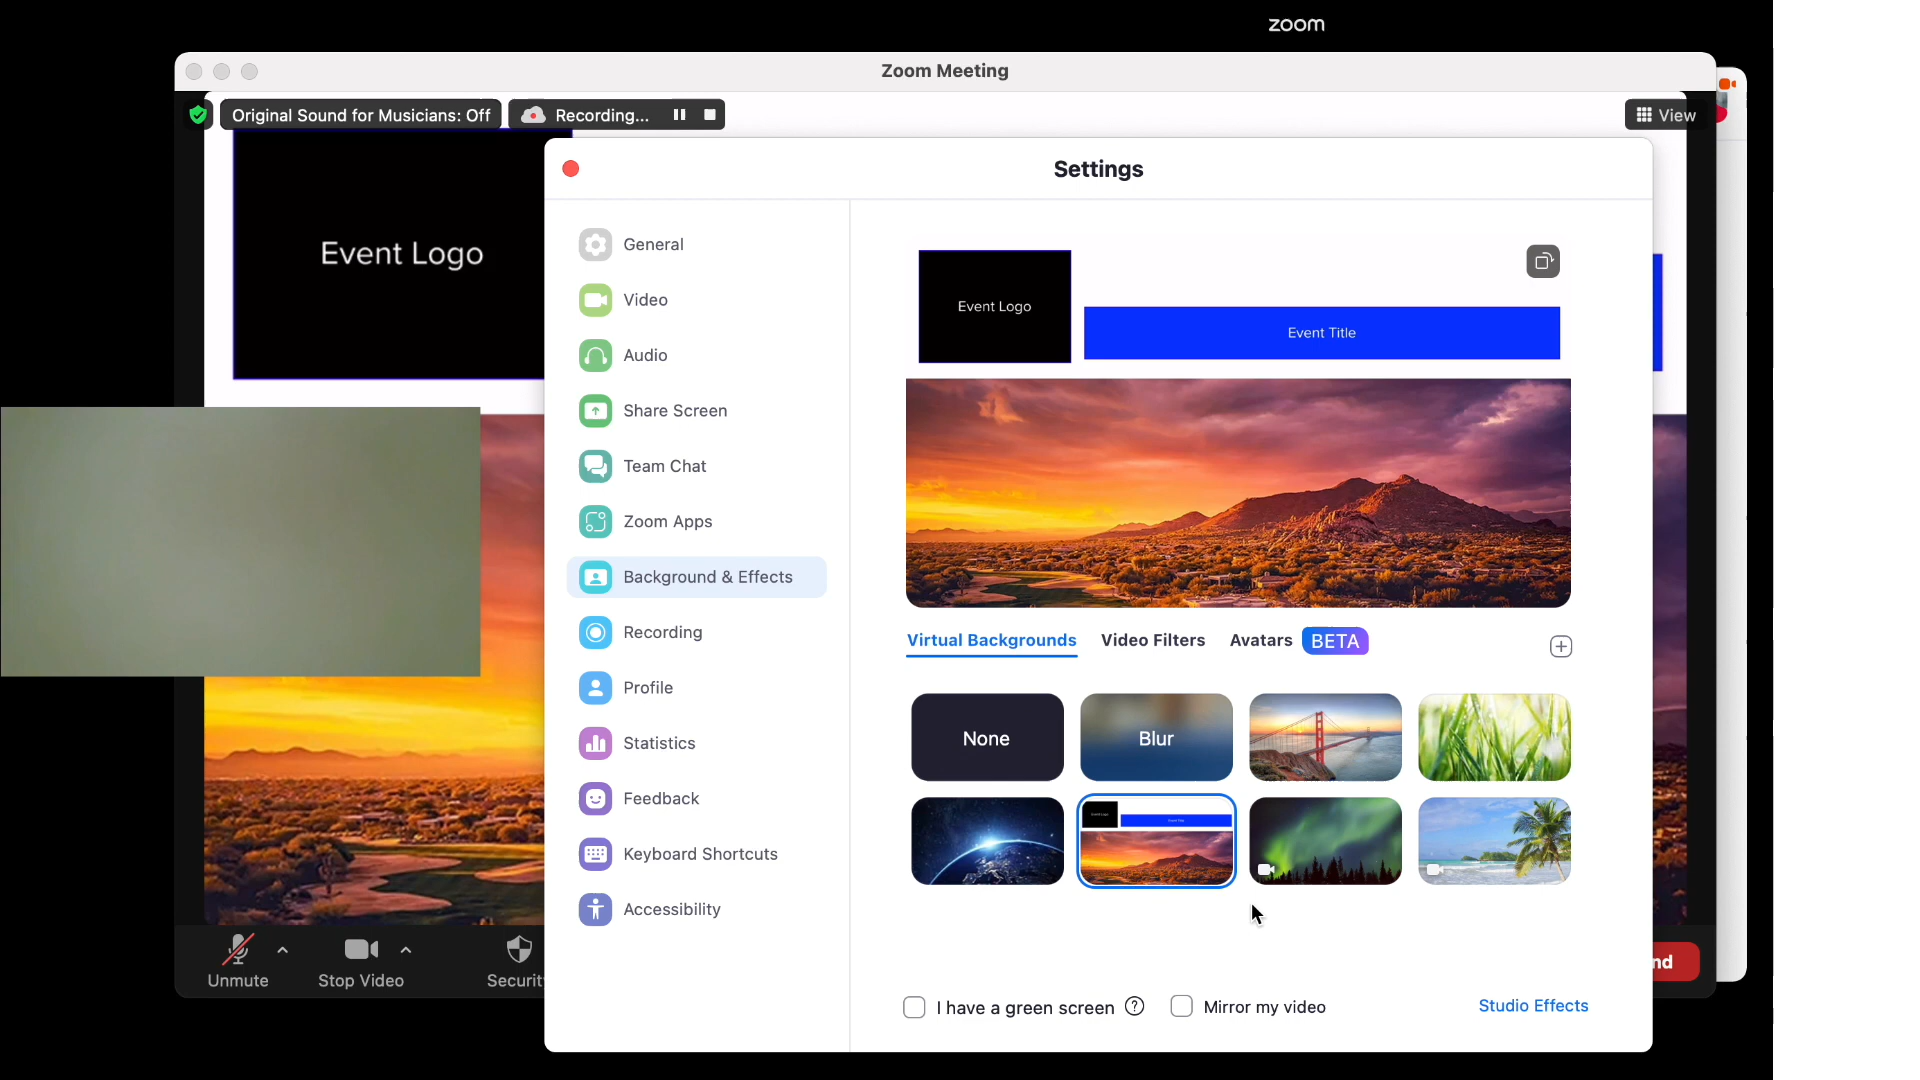 zoom
Zoom Meeting
Original Sound for Musicians: Off
Recording...
View
Event Logo
Settings
General
Video
Audio
Share Screen
Team Chat
Zoom Apps
Background & Effects
Recording
Profile
Statistics
Feedback
Keyboard Shortcuts
Accessibility
Event Logo
Event Title
Virtual Backgrounds
Video Filters
Avatars
BETA
None
Blur
I have a green screen
?
Mirror my video
Studio Effects
Unmute
Stop Video
Securit
nd